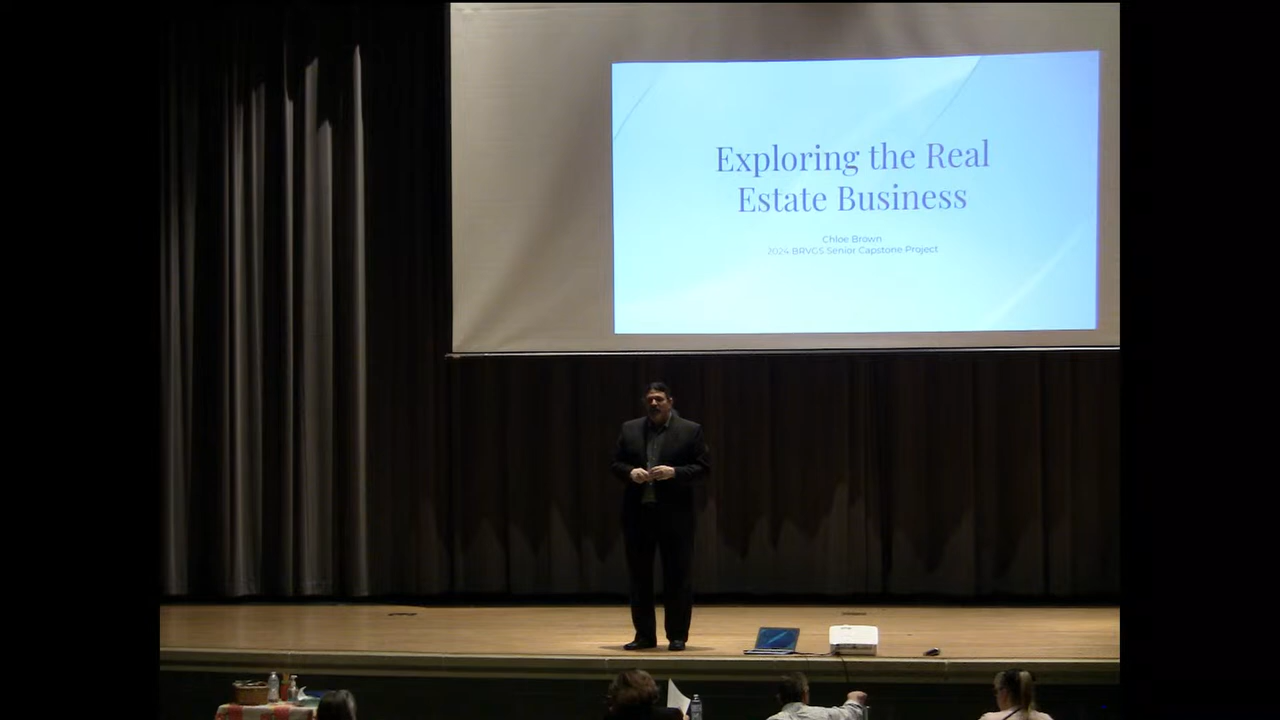 Exploring the Real
Estate Business
Chloe Brown
2024 BRVGS Senior Capstone Project